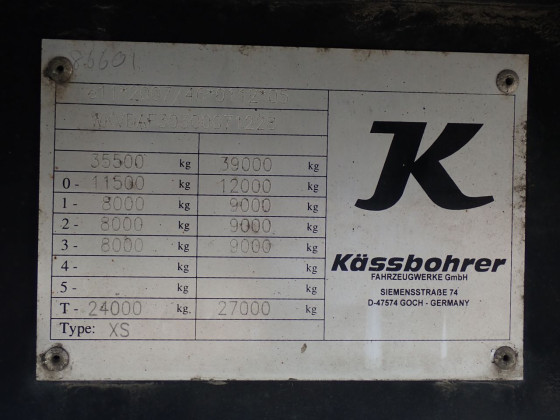 86601
35500 kg 39000 kg
0 - 11500 kg 12000 kg
1 - 8000 kg 9000 kg
2 - 8000 kg 9000 kg
3 - 8000 kg 9000 kg
4 - kg kg
5 - kg kg
T - 24000 kg. 27000 kg
Type: XS
K
Kässbohrer
FAHRZEUGWERKE GmbH
SIEMENSSTRAßE 74
D-47574 GOCH - GERMANY